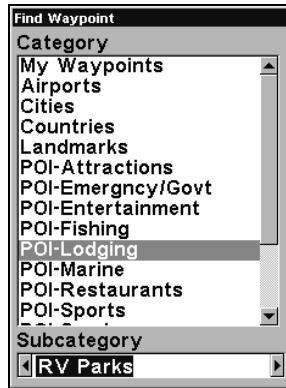 Find Waypoint
Category
My Waypoints
Airports
Cities
Countries
Landmarks
POI-Attractions
POI-Emergncy/Govt
POI-Entertainment
POI-Fishing
POI-Lodging
POI-Marine
POI-Restaurants
POI-Sports
Subcategory
RV Parks